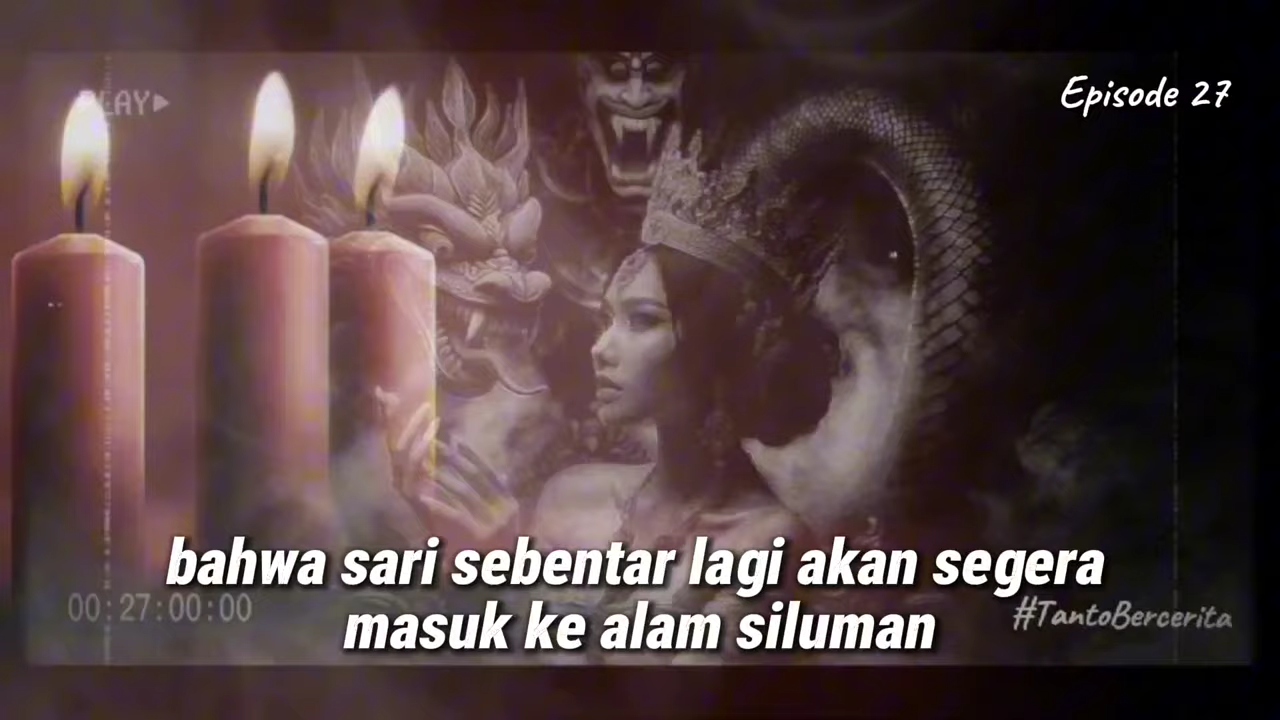 PLAY▶
Episode 27
bahwa sari sebentar lagi akan segera
masuk ke alam siluman
00:27:00:00
#TantoBercerita